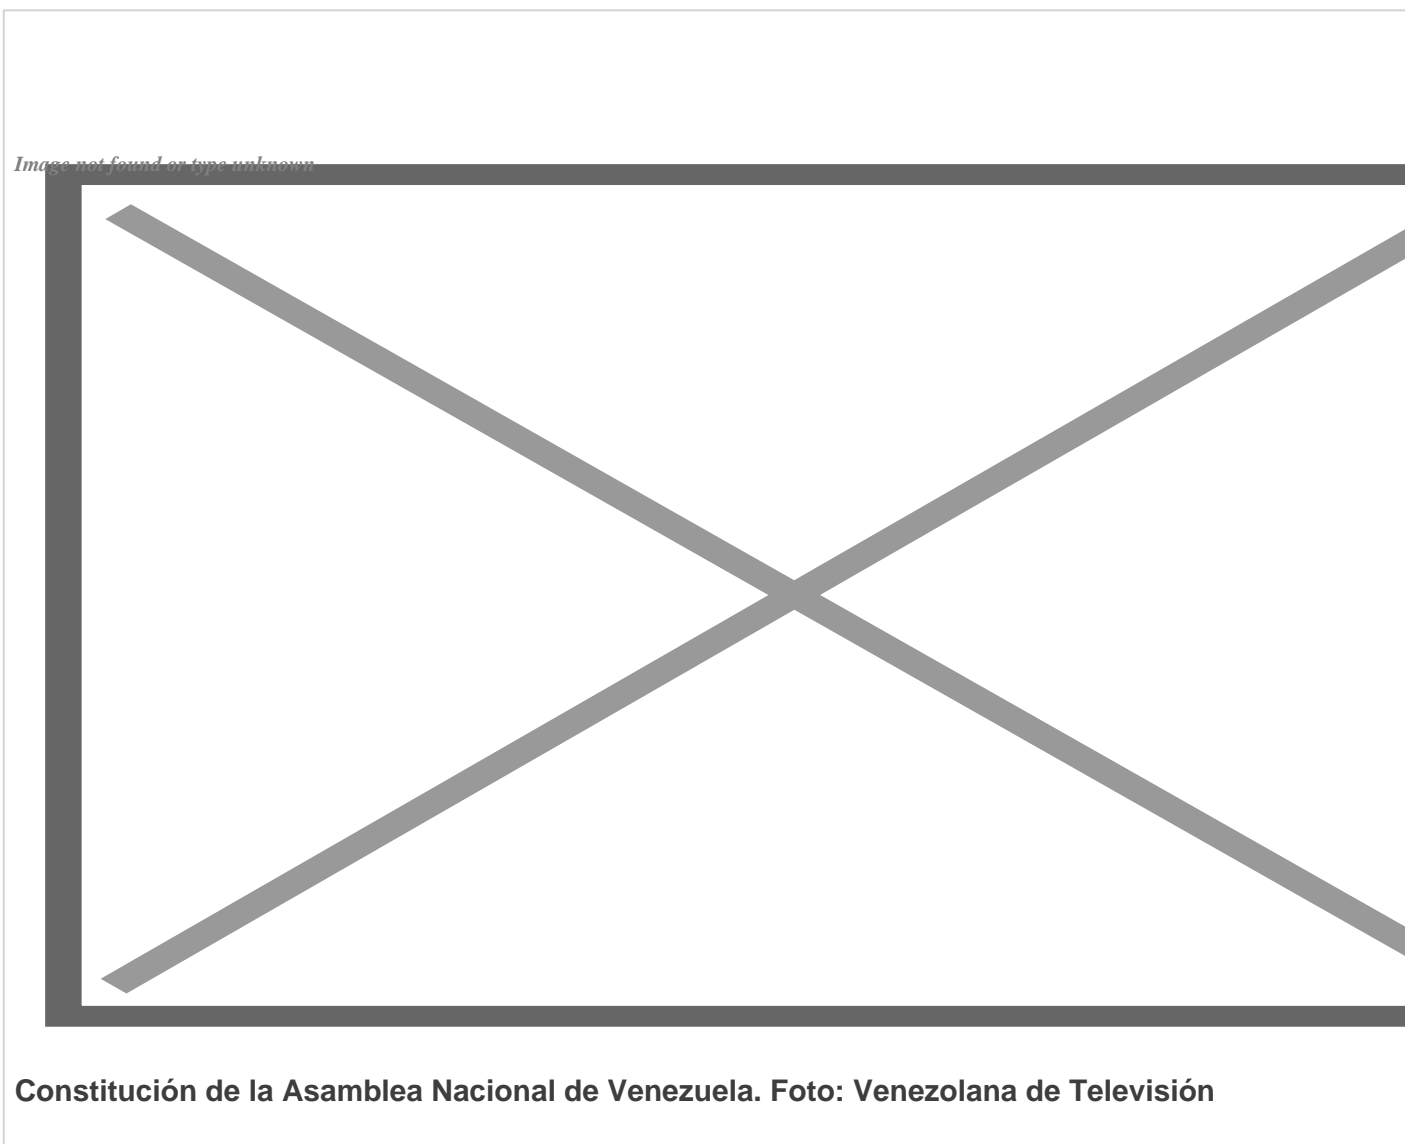 Image not found or type unknown
Constitución de la Asamblea Nacional de Venezuela. Foto: Venezolana de Televisión